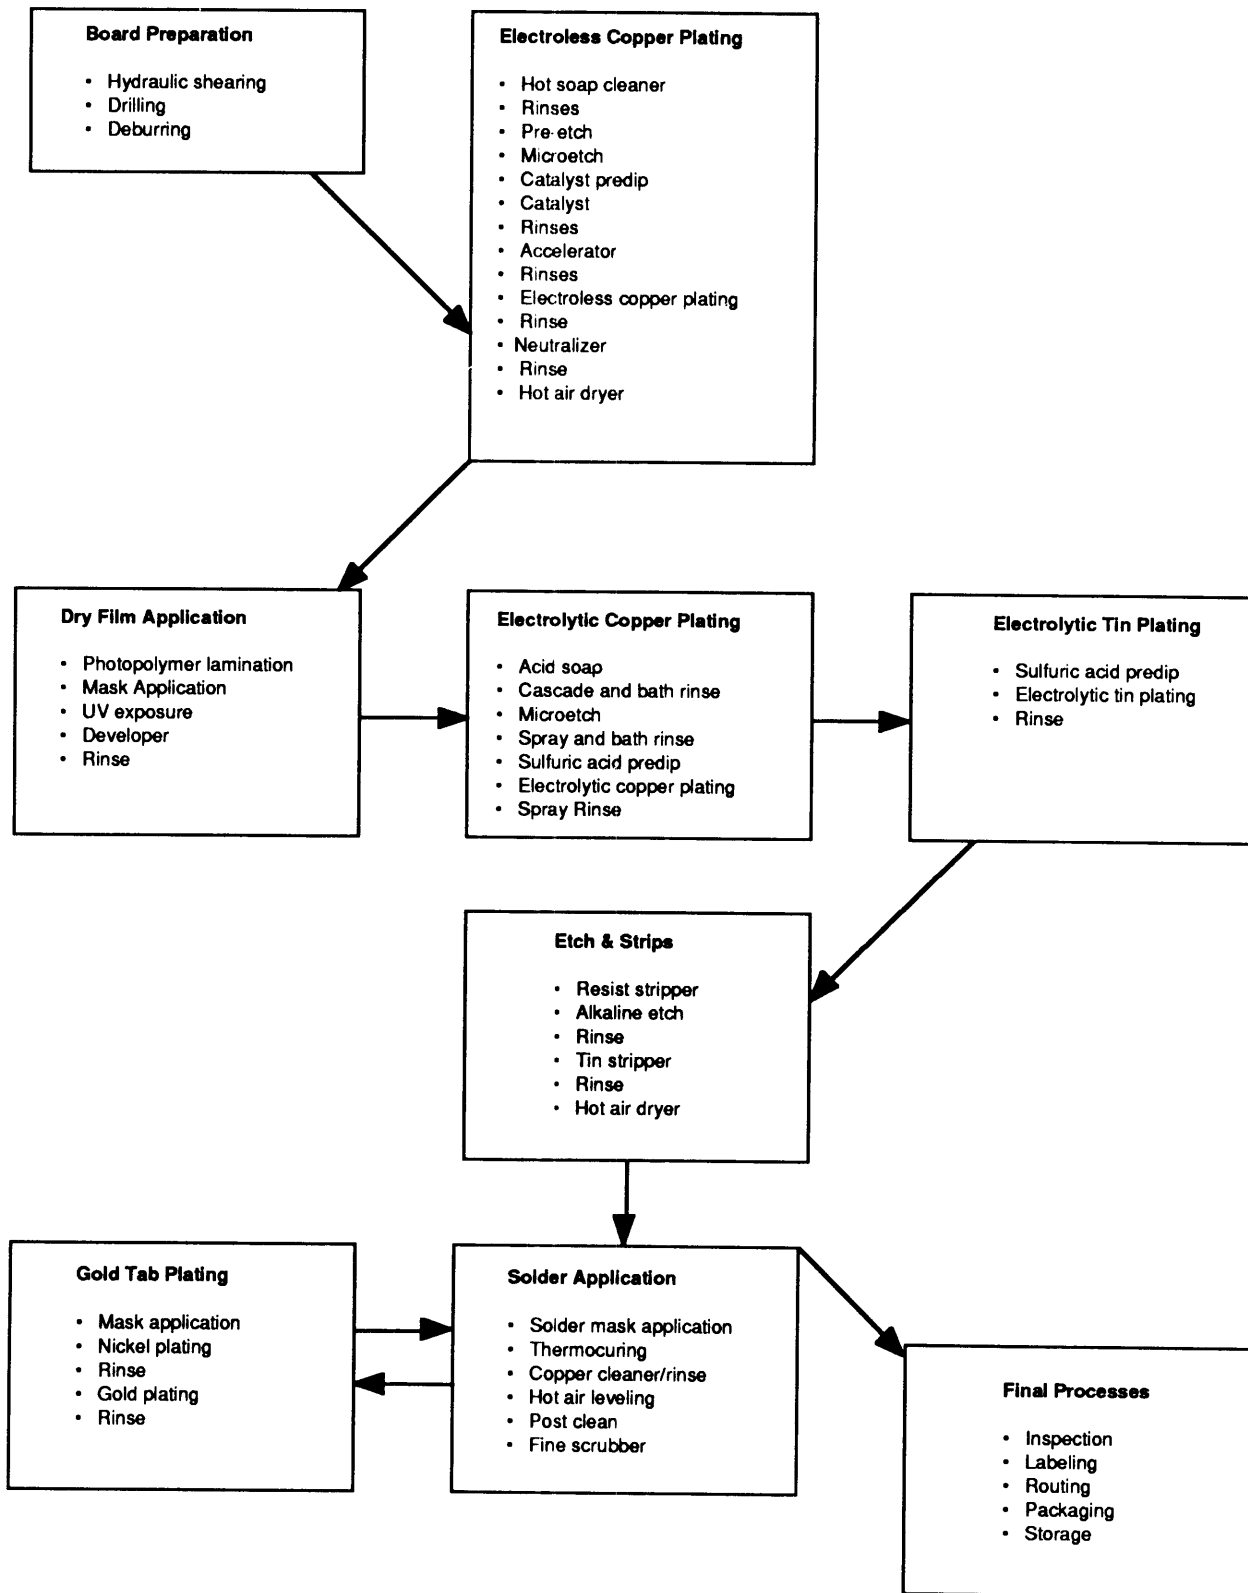 Board Preparation
• Hydraulic shearing
• Drilling
• Deburring
Electroless Copper Plating
• Hot soap cleaner
• Rinses
• Pre-etch
• Microetch
• Catalyst predip
• Catalyst
• Rinses
• Accelerator
• Rinses
• Electroless copper plating
• Rinse
• Neutralizer
• Rinse
• Hot air dryer
Dry Film Application
• Photopolymer lamination
• Mask Application
• UV exposure
• Developer
• Rinse
Electrolytic Copper Plating
• Acid soap
• Cascade and bath rinse
• Microetch
• Spray and bath rinse
• Sulfuric acid predip
• Electrolytic copper plating
• Spray Rinse
Electrolytic Tin Plating
• Sulfuric acid predip
• Electrolytic tin plating
• Rinse
Etch & Strips
• Resist stripper
• Alkaline etch
• Rinse
• Tin stripper
• Rinse
• Hot air dryer
Gold Tab Plating
• Mask application
• Nickel plating
• Rinse
• Gold plating
• Rinse
Solder Application
• Solder mask application
• Thermocuring
• Copper cleaner/rinse
• Hot air leveling
• Post clean
• Fine scrubber
Final Processes
• Inspection
• Labeling
• Routing
• Packaging
• Storage